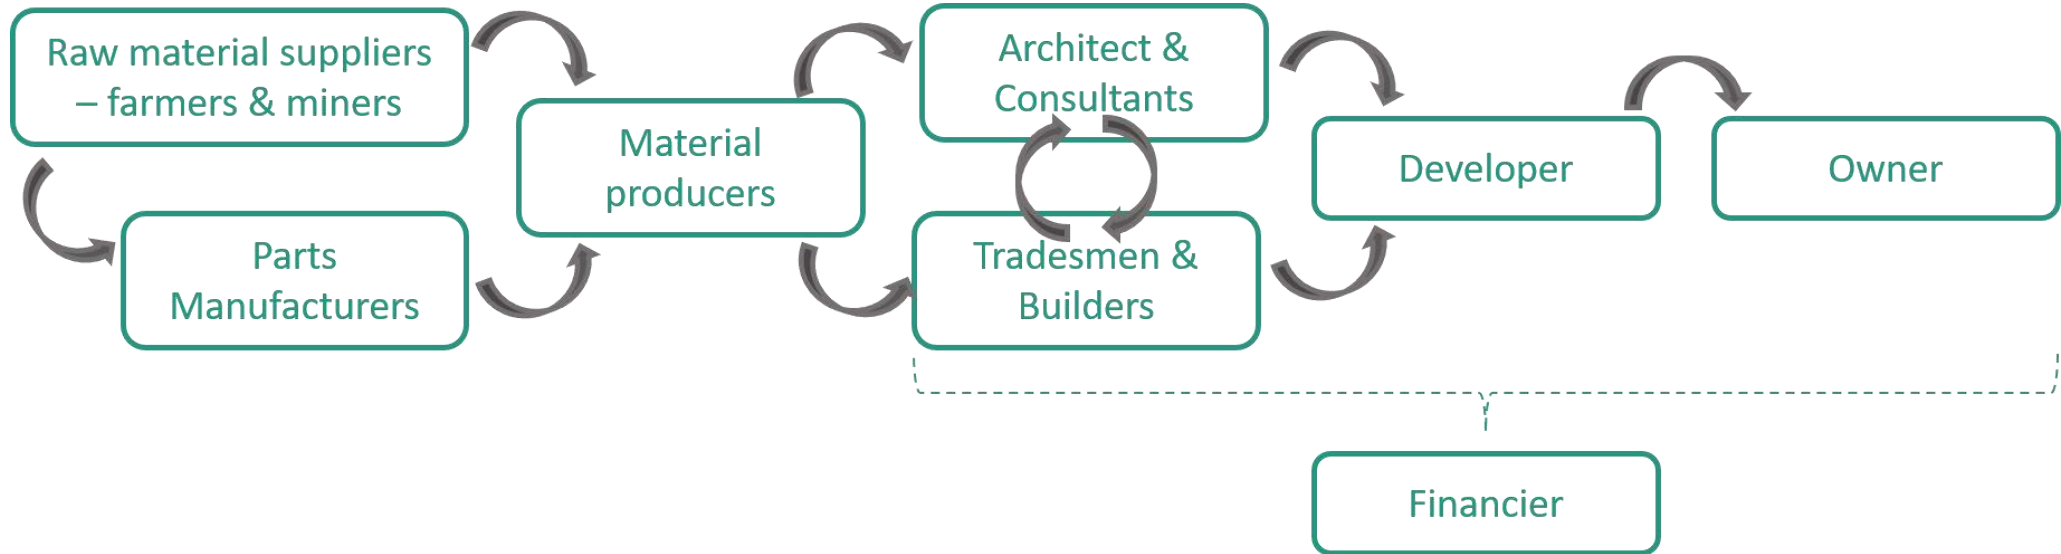 Raw material suppliers
– farmers & miners
Parts
Manufacturers
Material
producers
Architect &
Consultants
Tradesmen &
Builders
Developer
Owner
Financier